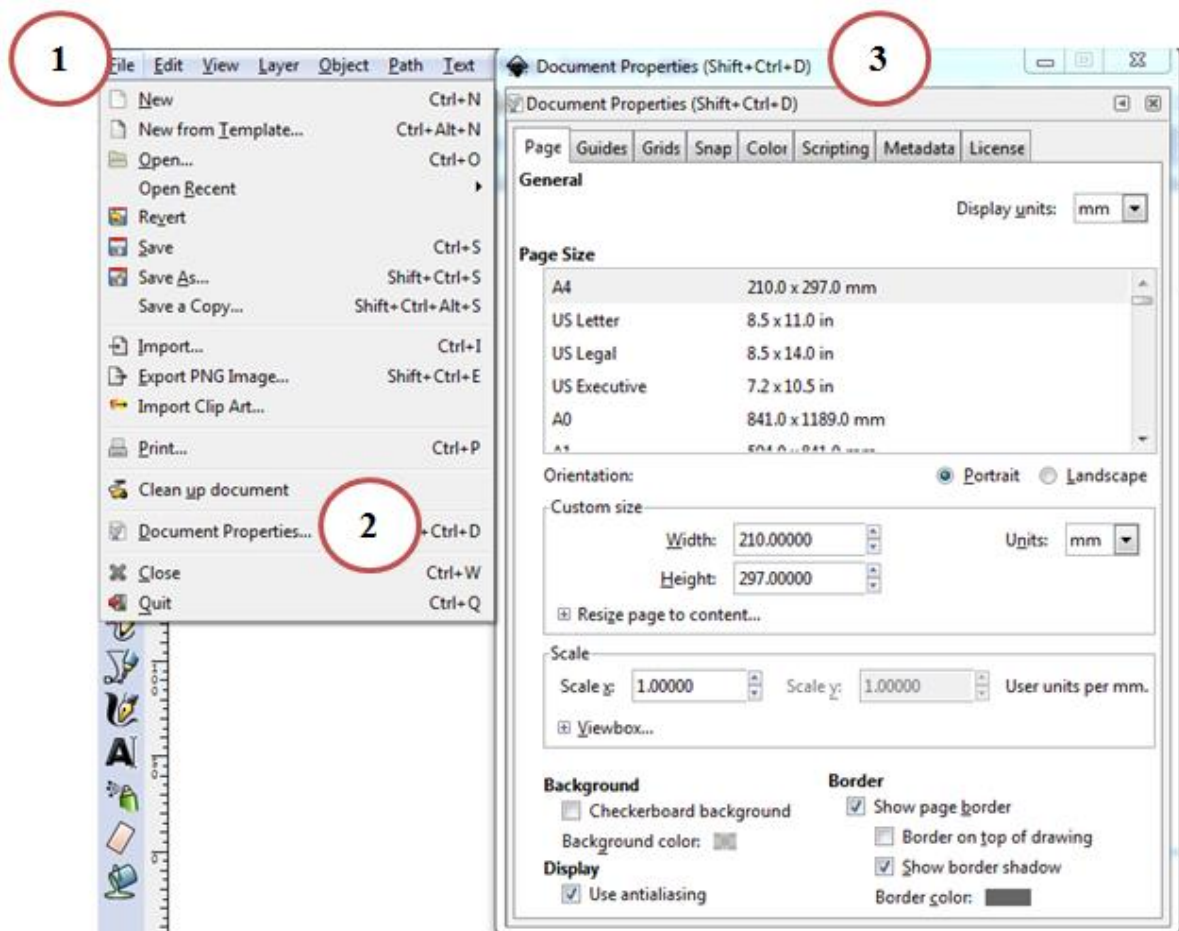 1
File Edit View Layer Object Path Text
New Ctrl+N
New from Template... Ctrl+Alt+N
Open... Ctrl+O
Open Recent
Revert
Save Ctrl+S
Save As... Shift+Ctrl+S
Save a Copy... Shift+Ctrl+Alt+S
Import... Ctrl+I
Export PNG Image... Shift+Ctrl+E
Import Clip Art...
Print... Ctrl+P
Clean up document
Document Properties... 2 +Ctrl+D
Close Ctrl+W
Quit Ctrl+Q
3
Document Properties (Shift+Ctrl+D)
Document Properties (Shift+Ctrl+D)
Page Guides Grids Snap Color Scripting Metadata License
General
Display units: mm
Page Size
A4 210.0 x 297.0 mm
US Letter 8.5 x 11.0 in
US Legal 8.5 x 14.0 in
US Executive 7.2 x 10.5 in
A0 841.0 x 1189.0 mm
Orientation: Portrait Landscape
Custom size
Width: 210.00000 Units: mm
Height: 297.00000
Resize page to content...
Scale
Scale x: 1.00000 Scale y: 1.00000 User units per mm.
Viewbox...
Background
Checkerboard background
Background color:
Display
Use antialiasing
Border
Show page border
Border on top of drawing
Show border shadow
Border color: